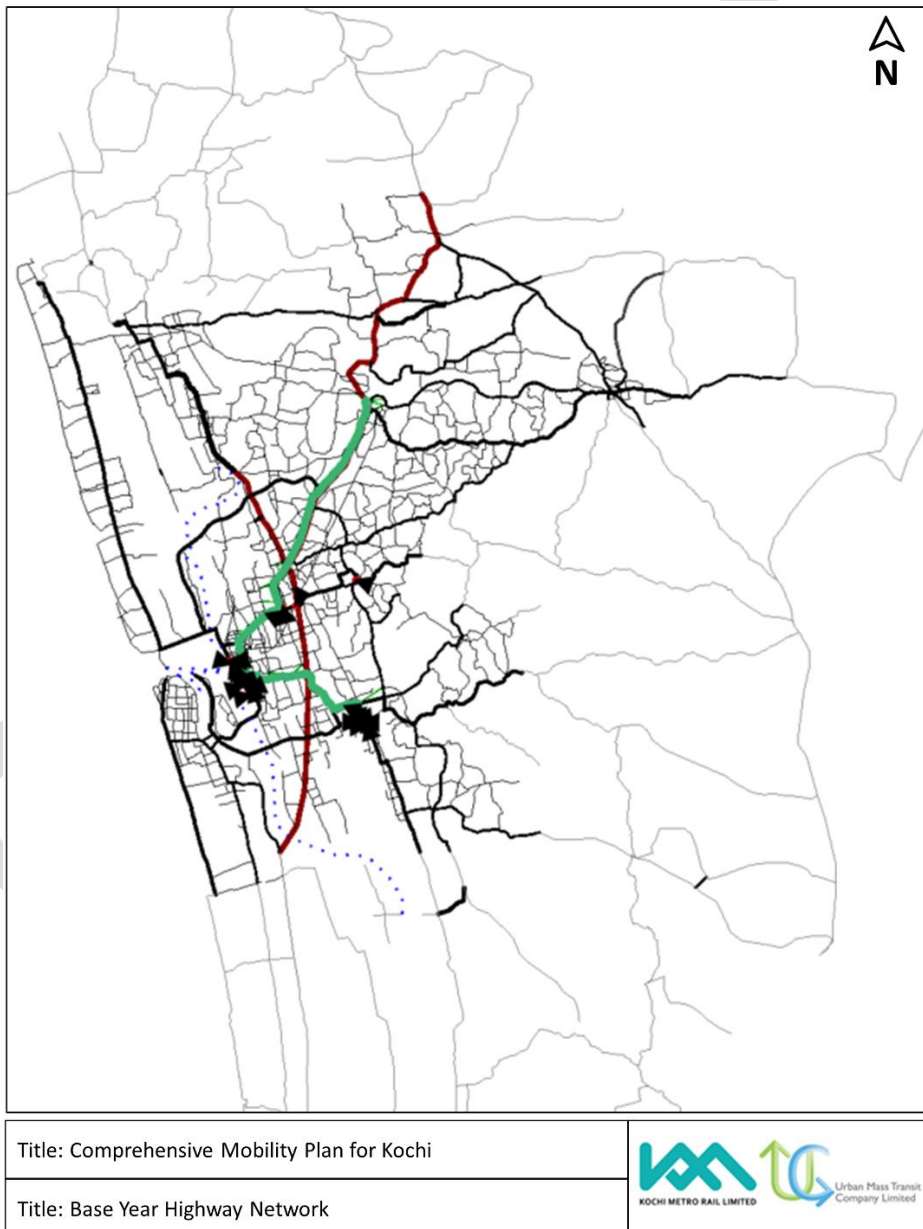 N
Title: Comprehensive Mobility Plan for Kochi
Title: Base Year Highway Network
KOCHI METRO RAIL LIMITED
Urban Mass Transit
Company Limited